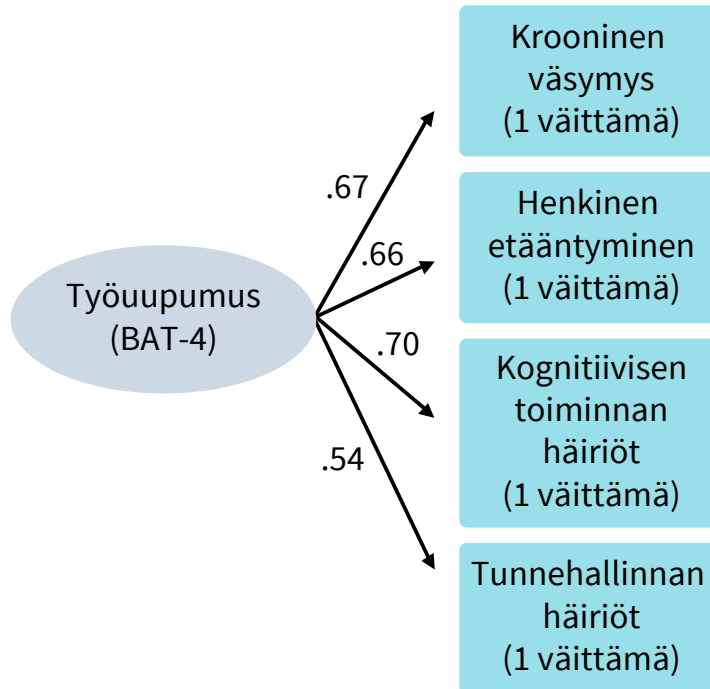 Krooninen
väsymys
(1 väittämä)
.67
Henkinen
etääntyminen
(1 väittämä)
.66
Työuupumus
(BAT-4)
.70
Kognitiivisen
toiminnan
häiriöt
(1 väittämä)
.54
Tunnehallinnan
häiriöt
(1 väittämä)